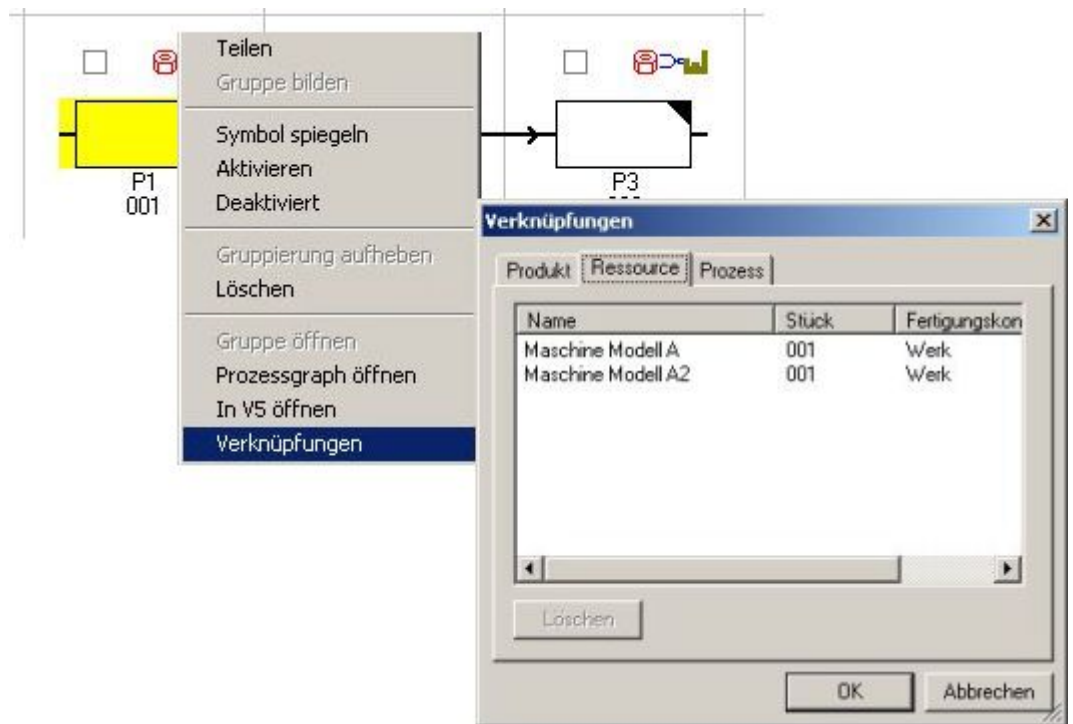 Teilen
Gruppe bilden
Symbol spiegeln
Aktivieren
Deaktiviert
Gruppierung aufheben
Löschen
Gruppe öffnen
Prozessgraph öffnen
In V5 öffnen
Verknüpfungen
P1
001
P3
Verknüpfungen
Produkt Ressource Prozess
Name Stück Fertigungskon
Maschine Modell A 001 Werk
Maschine Modell A2 001 Werk
Löschen
OK Abbrechen